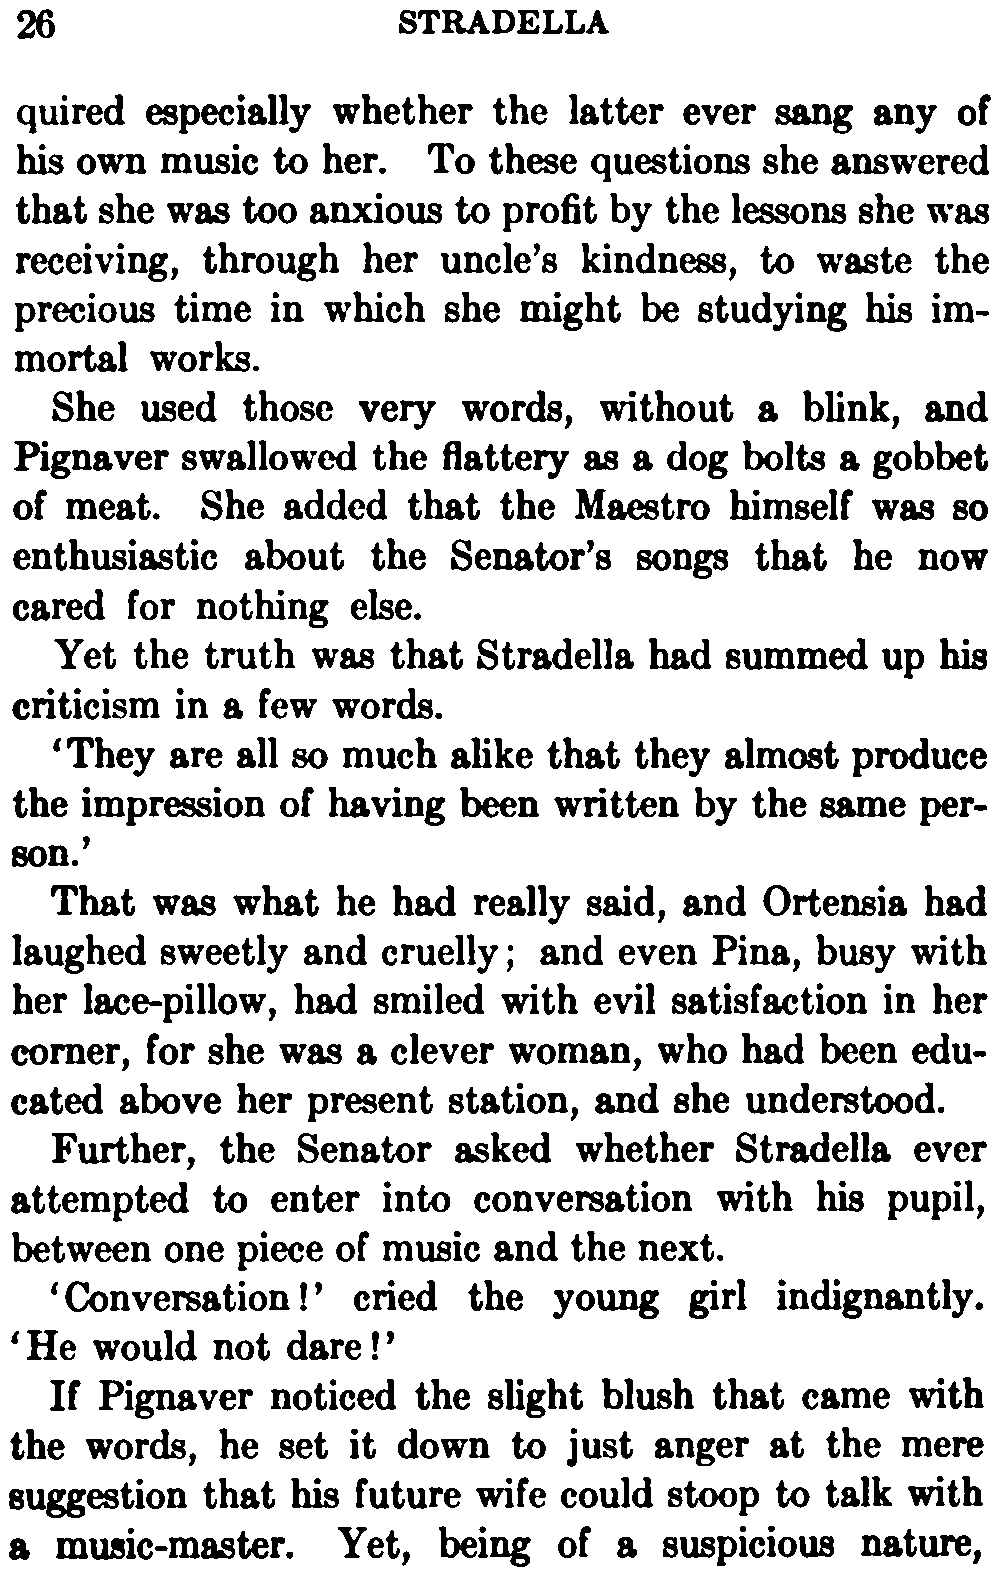 26 STRADELLA
quired especially whether the latter ever sang any of
his own music to her. To these questions she answered
that she was too anxious to profit by the lessons she was
receiving, through her uncle's kindness, to waste the
precious time in which she might be studying his im-
mortal works.
She used those very words, without a blink, and
Pignaver swallowed the flattery as a dog bolts a gobbet
of meat. She added that the Maestro himself was so
enthusiastic about the Senator's songs that he now
cared for nothing else.
Yet the truth was that Stradella had summed up his
criticism in a few words.
'They are all so much alike that they almost produce
the impression of having been written by the same per-
son.'
That was what he had really said, and Ortensia had
laughed sweetly and cruelly; and even Pina, busy with
her lace-pillow, had smiled with evil satisfaction in her
corner, for she was a clever woman, who had been edu-
cated above her present station, and she understood.
Further, the Senator asked whether Stradella ever
attempted to enter into conversation with his pupil,
between one piece of music and the next.
'Conversation!' cried the young girl indignantly.
'He would not dare!'
If Pignaver noticed the slight blush that came with
the words, he set it down to just anger at the mere
suggestion that his future wife could stoop to talk with
a music-master. Yet, being of a suspicious nature,